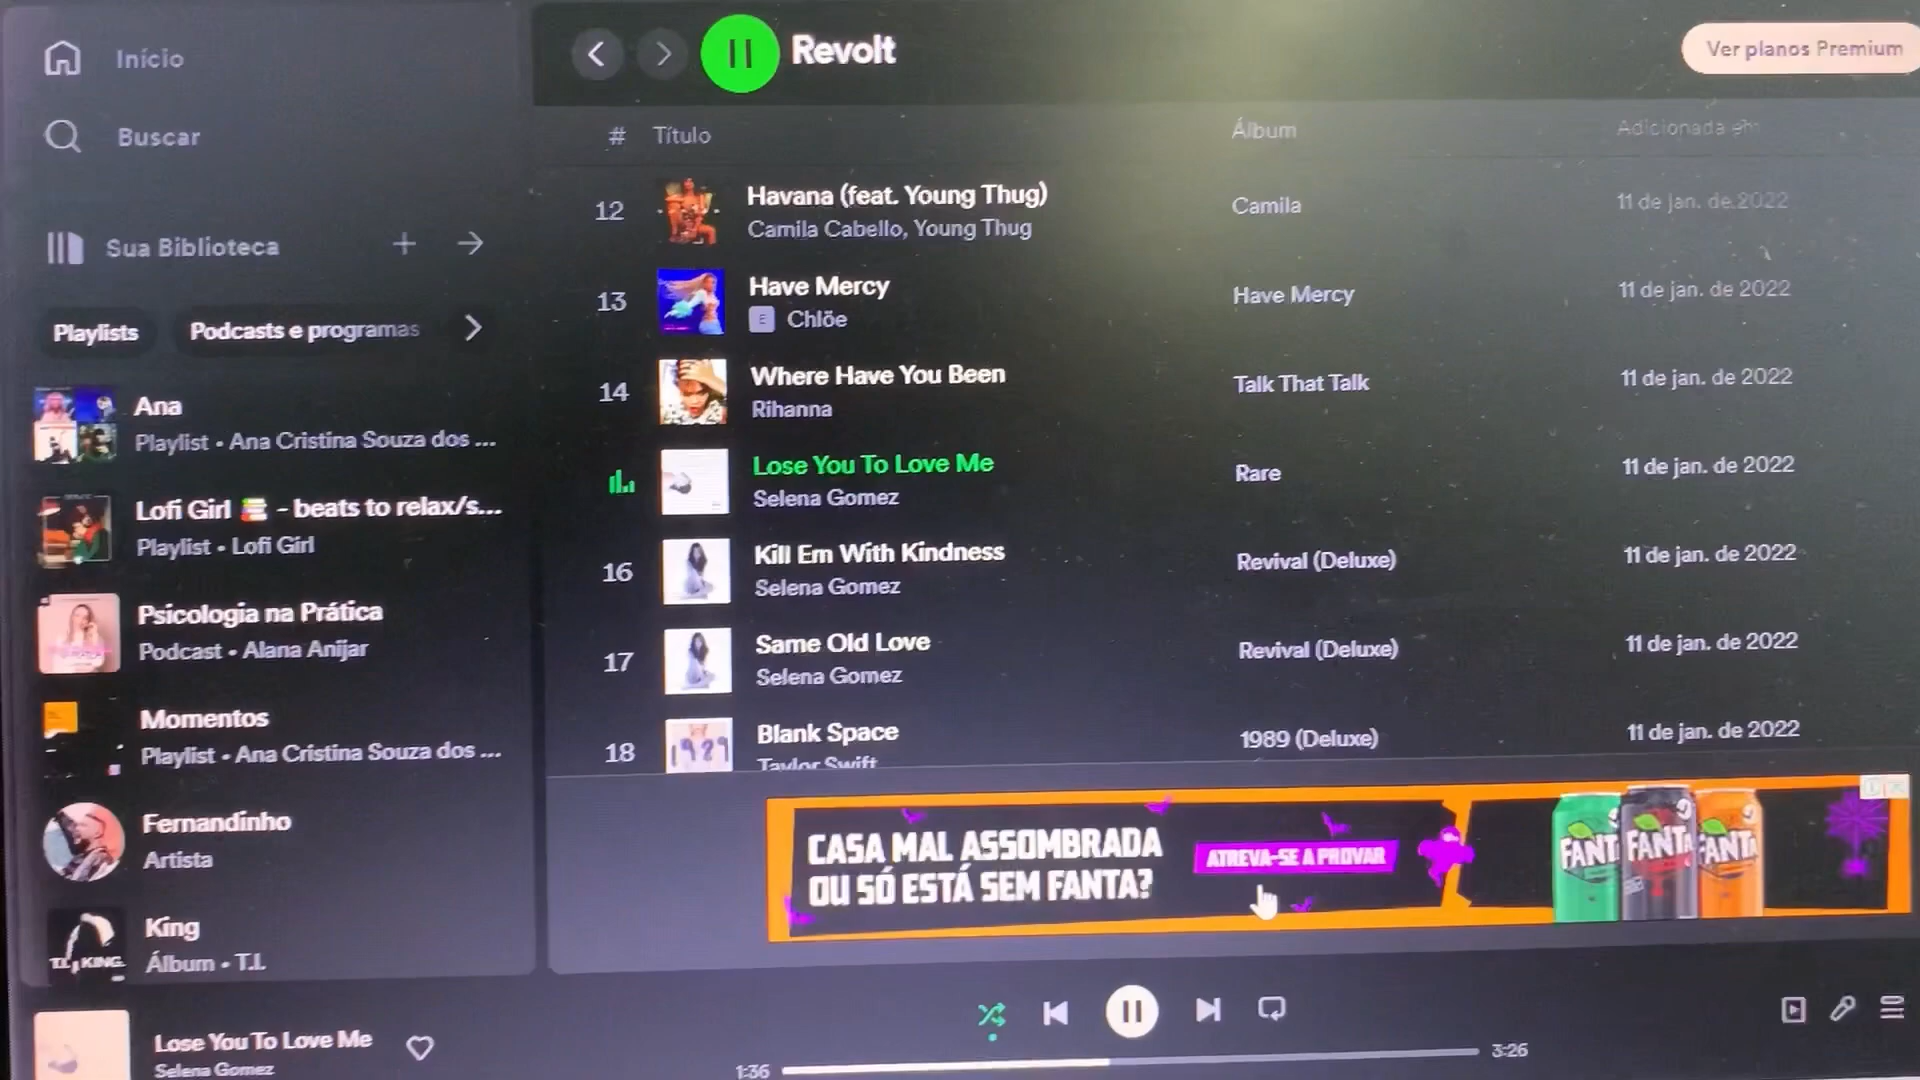 Início
Buscar
Sua Biblioteca
Playlists
Podcasts e programas
Ana
Playlist • Ana Cristina Souza dos ...
Lofi Girl 📚 - beats to relax/s...
Playlist • Lofi Girl
Psicologia na Prática
Podcast • Alana Anijar
Momentos
Playlist • Ana Cristina Souza dos ...
Fernandinho
Artista
King
Álbum • T.I.
T.I. KING.
Revolt
Ver planos Premium
# Título Álbum Adicionada em
12 Havana (feat. Young Thug) Camila 11 de jan. de 2022
Camila Cabello, Young Thug
13 Have Mercy Have Mercy 11 de jan. de 2022
E Chlöe
14 Where Have You Been Talk That Talk 11 de jan. de 2022
Rihanna
Lose You To Love Me Rare 11 de jan. de 2022
Selena Gomez
16 Kill Em With Kindness Revival (Deluxe) 11 de jan. de 2022
Selena Gomez
17 Same Old Love Revival (Deluxe) 11 de jan. de 2022
Selena Gomez
18 Blank Space 1989 (Deluxe) 11 de jan. de 2022
Taylor Swift
1989
CASA MAL ASSOMBRADA
OU SÓ ESTÁ SEM FANTA?
ATREVA-SE A PROVAR
FANT FANTA FANTA
Lose You To Love Me
Selena Gomez
1:36
3:26